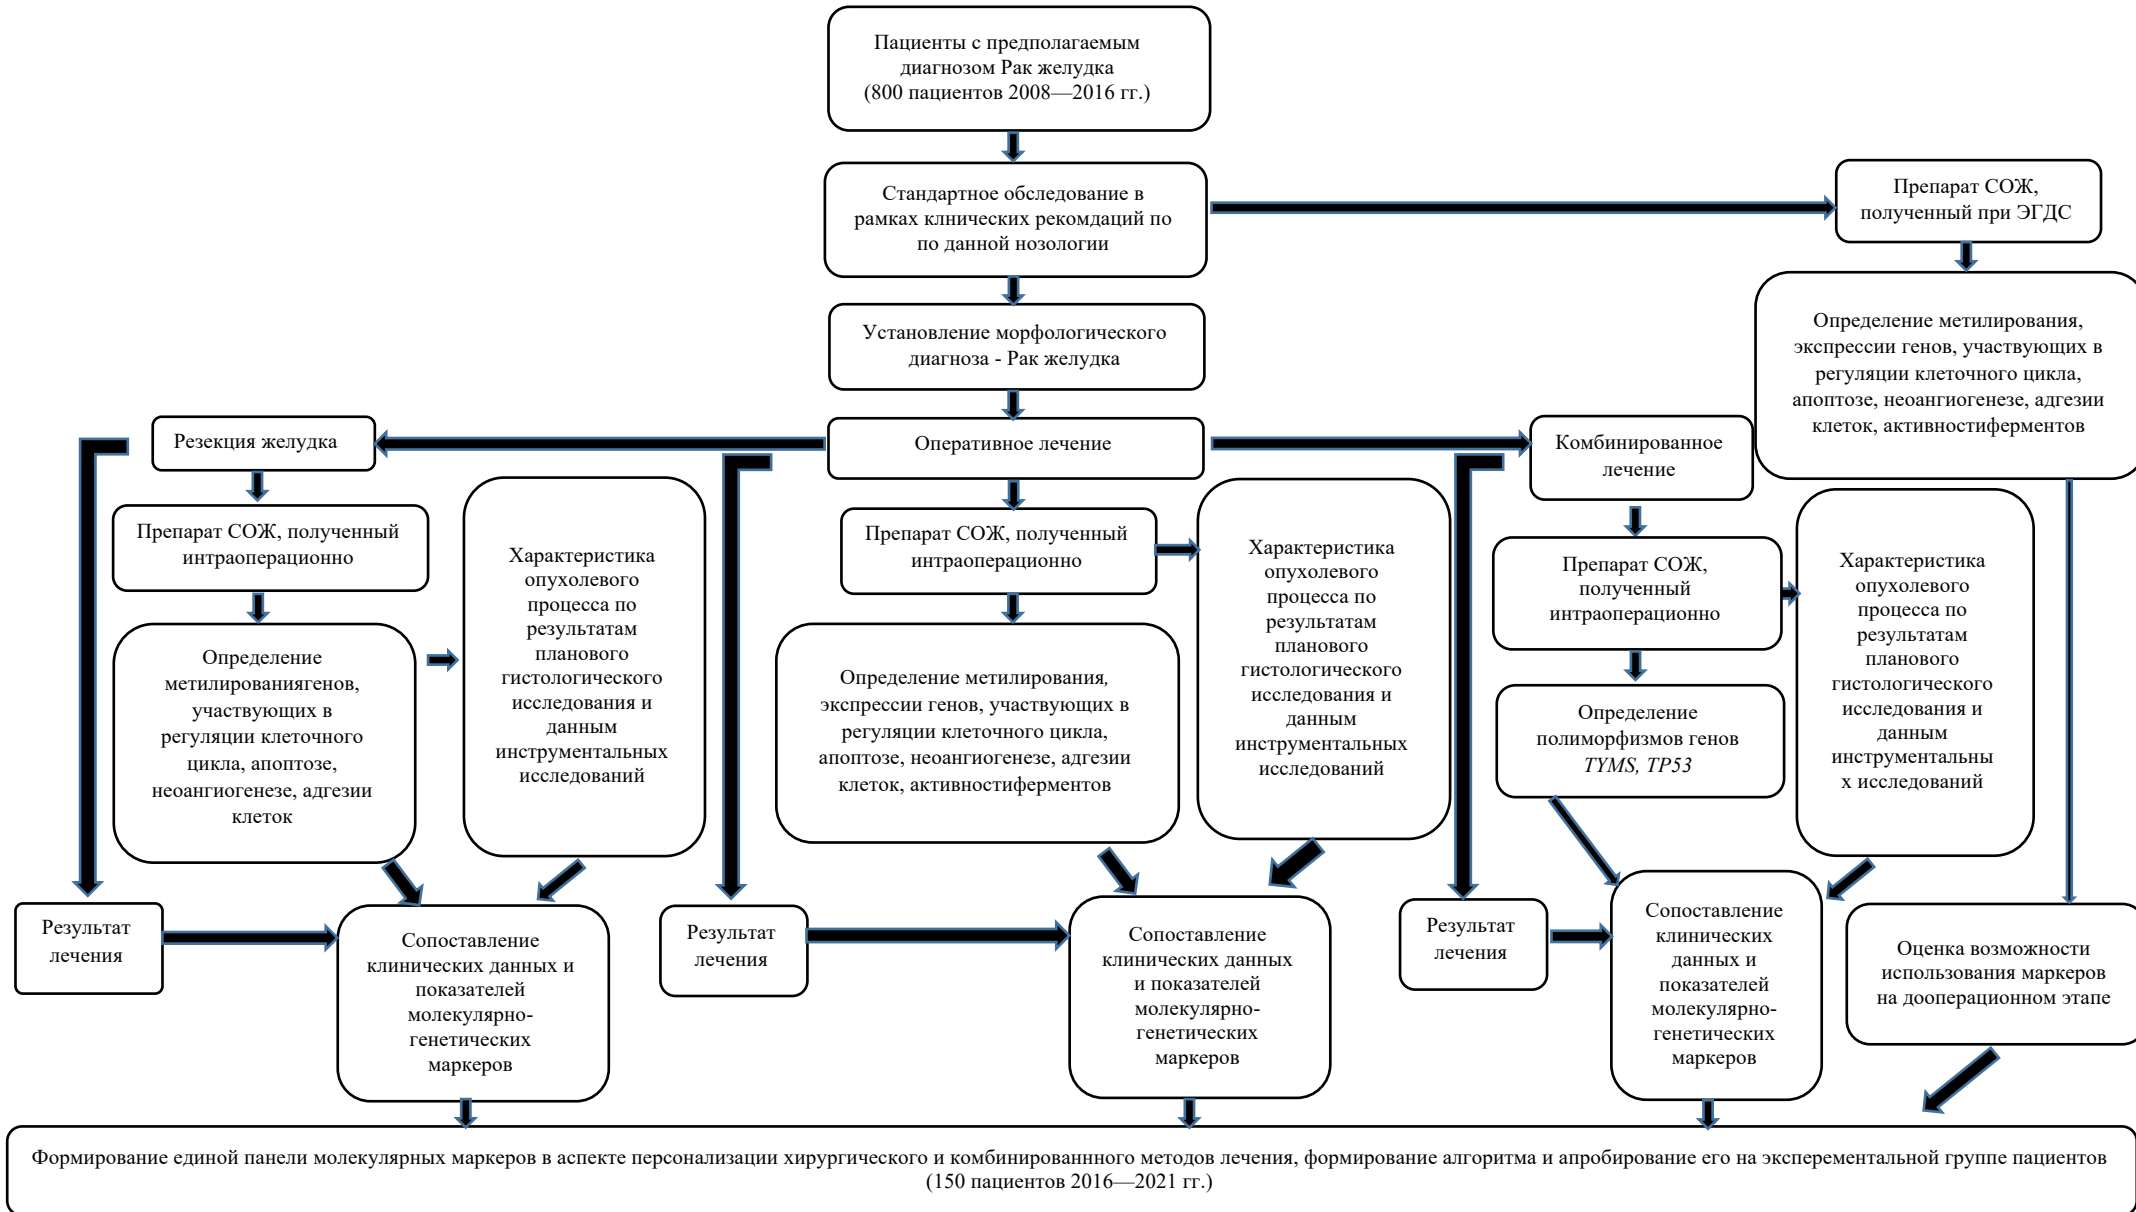 Пациенты с предполагаемым
диагнозом Рак желудка
(800 пациентов 2008—2016 гг.)
Стандартное обследование в
рамках клинических рекомдаций по
по данной нозологии
Препарат СОЖ,
полученный при ЭГДС
Установление морфологического
диагноза - Рак желудка
Определение метилирования,
экспрессии генов, участвующих в
регуляции клеточного цикла,
апоптозе, неоангиогенезе, адгезии
клеток, активностиферментов
Резекция желудка
Оперативное лечение
Комбинированное
лечение
Препарат СОЖ, полученный
интраоперационно
Характеристика
опухолевого
процесса по
результатам
планового
гистологического
исследования и
данным
инструментальных
исследований
Препарат СОЖ, полученный
интраоперационно
Характеристика
опухолевого
процесса по
результатам
планового
гистологического
исследования и
данным
инструментальных
исследований
Препарат СОЖ,
полученный
интраоперационно
Характеристика
опухолевого
процесса по
результатам
планового
гистологического
исследования и
данным
инструментальны
х исследований
Определение
метилированиягенов,
участвующих в
регуляции клеточного
цикла, апоптозе,
неоангиогенезе, адгезии
клеток
Определение метилирования,
экспрессии генов, участвующих в
регуляции клеточного цикла,
апоптозе, неоангиогенезе, адгезии
клеток, активностиферментов
Определение
полиморфизмов генов
TYMS, TP53
Результат
лечения
Сопоставление
клинических данных и
показателей
молекулярно-
генетических
маркеров
Результат
лечения
Сопоставление
клинических данных
и показателей
молекулярно-
генетических
маркеров
Результат
лечения
Сопоставление
клинических
данных и
показателей
молекулярно-
генетических
маркеров
Оценка возможности
использования маркеров
на дооперационном этапе
Формирование единой панели молекулярных маркеров в аспекте персонализации хирургического и комбинированнного методов лечения, формирование алгоритма и апробирование его на эксперементальной группе пациентов
(150 пациентов 2016—2021 гг.)